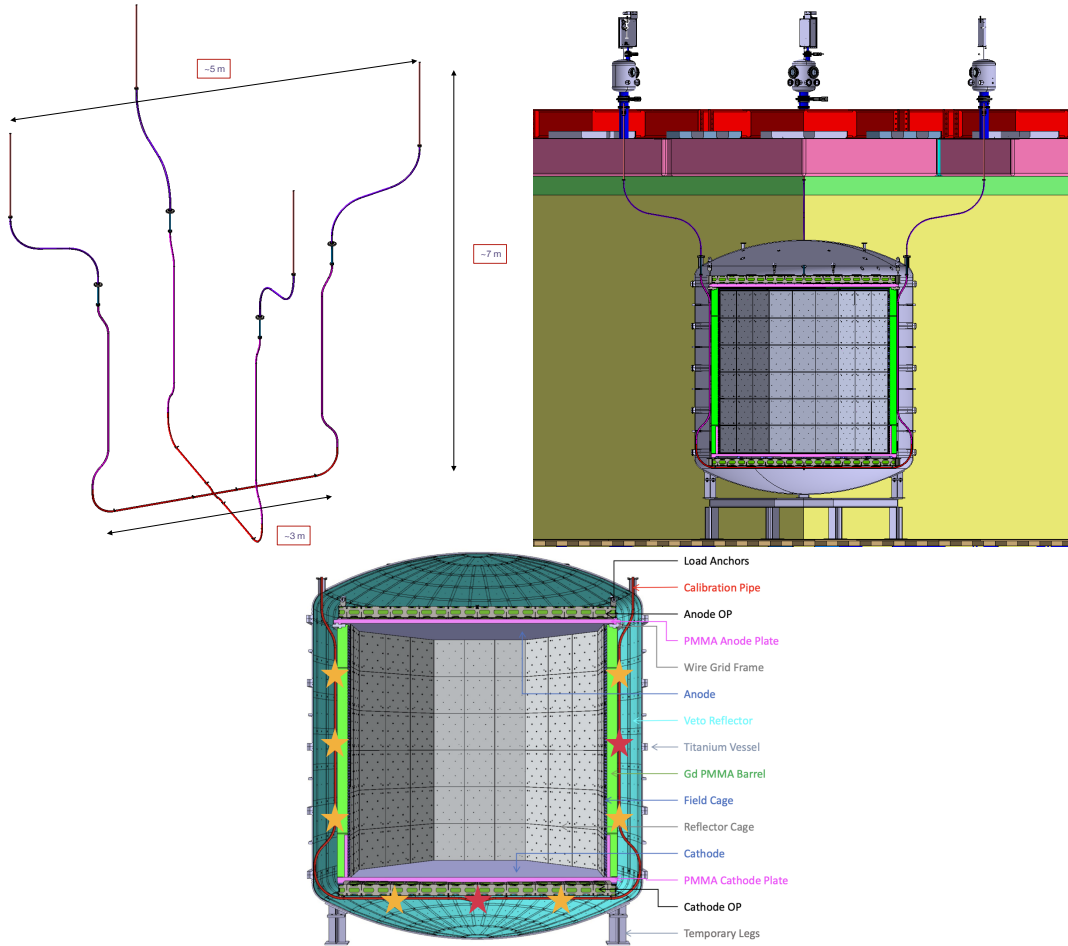 ~5 m
~7 m
~3 m
Load Anchors
Calibration Pipe
Anode OP
PMMA Anode Plate
Wire Grid Frame
Anode
Veto Reflector
Titanium Vessel
Gd PMMA Barrel
Field Cage
Reflector Cage
Cathode
PMMA Cathode Plate
Cathode OP
Temporary Legs